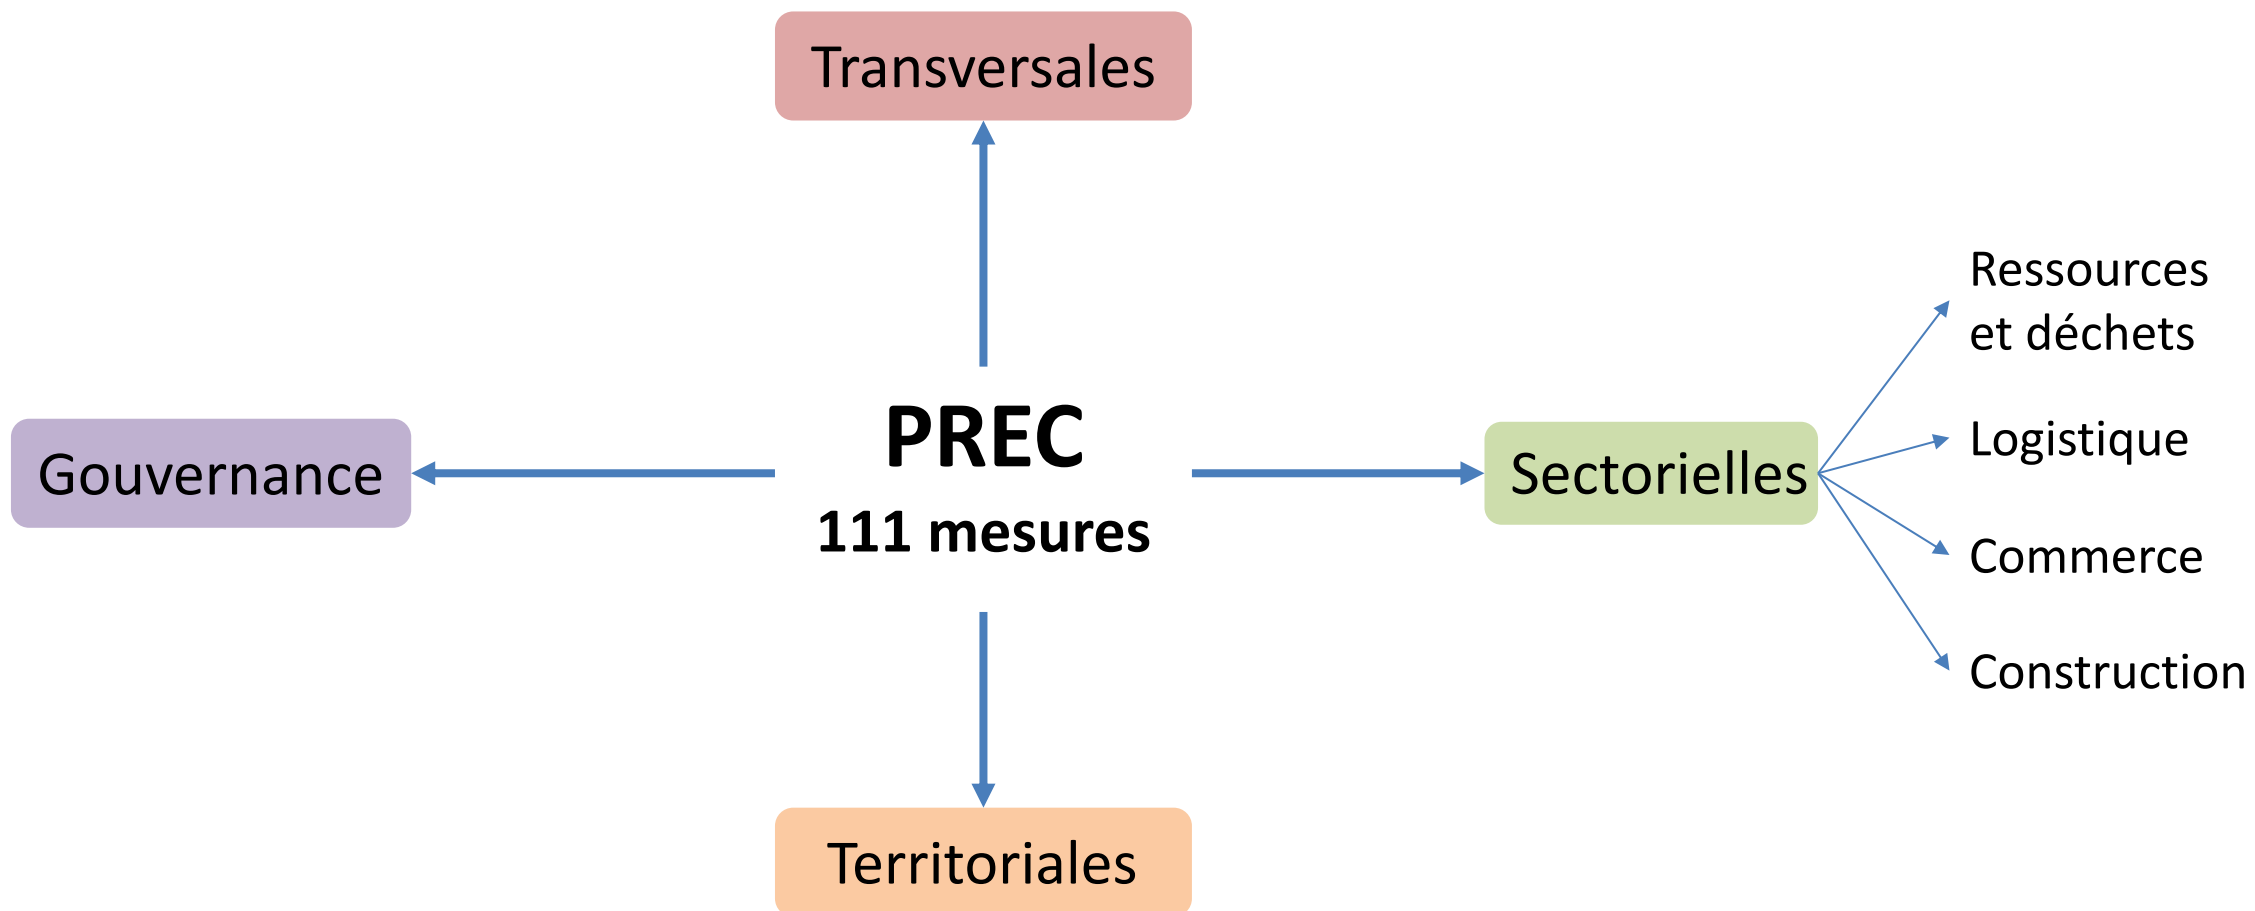 Transversales
Ressources
et déchets
PREC
Logistique
Gouvernance
Sectorielles
111 mesures
Commerce
Construction
Territoriales